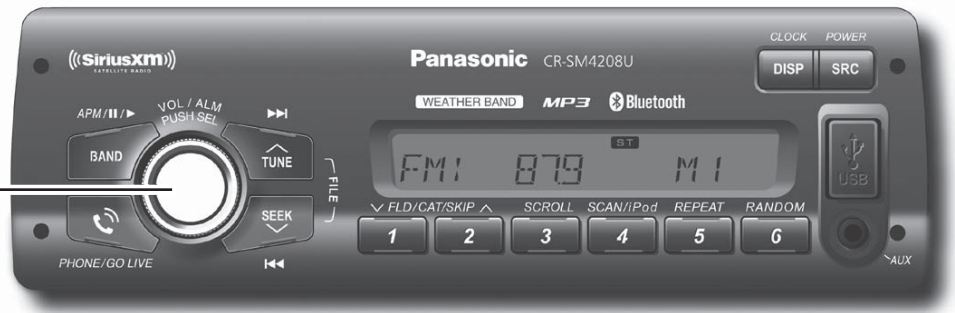 ((SiriusXM))
SATELLITE RADIO
Panasonic CR-SM4208U
CLOCK POWER
DISP SRC
WEATHER BAND MP3 Bluetooth
APM/II/▶
VOL / ALM
PUSH SEL
▶▶|
BAND
TUNE
FILE
SEEK
PHONE/GO LIVE
|◀◀
ST
FM1 87.9 M1
∨ FLD/CAT/SKIP ∧ SCROLL SCAN/iPod REPEAT RANDOM
1 2 3 4 5 6
USB
AUX